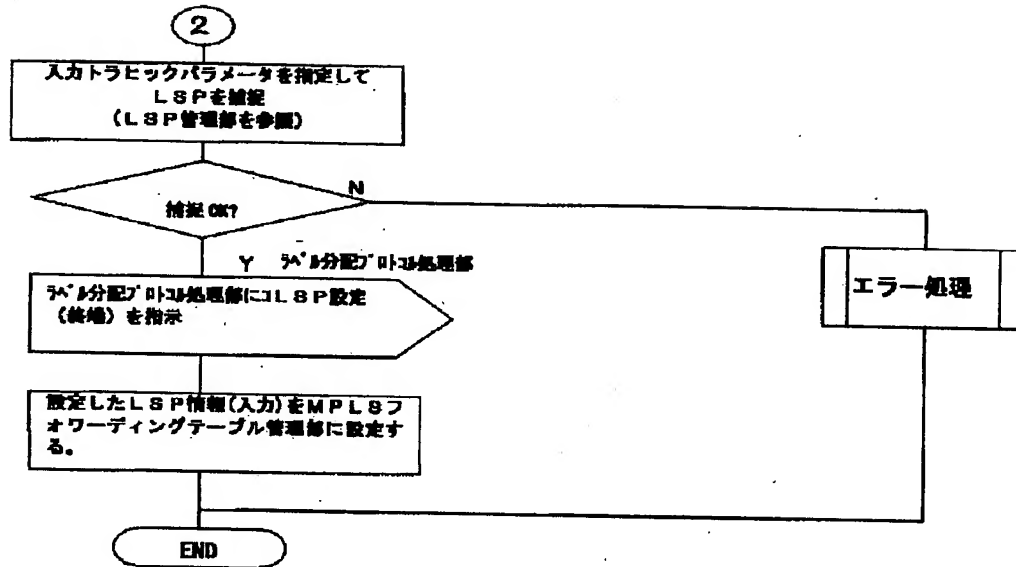 2
入力トラヒックパラメータを指定して
LSPを捕捉
(LSP管理部を参照)
N
捕捉OK?
Y ラベル分配プロトコル処理部
ラベル分配プロトコル処理部にコLSP設定
(終端)を指示
エラー処理
設定したLSP情報(入力)をMPLSフ
ォワーディングテーブル管理部に設定す
る。
END